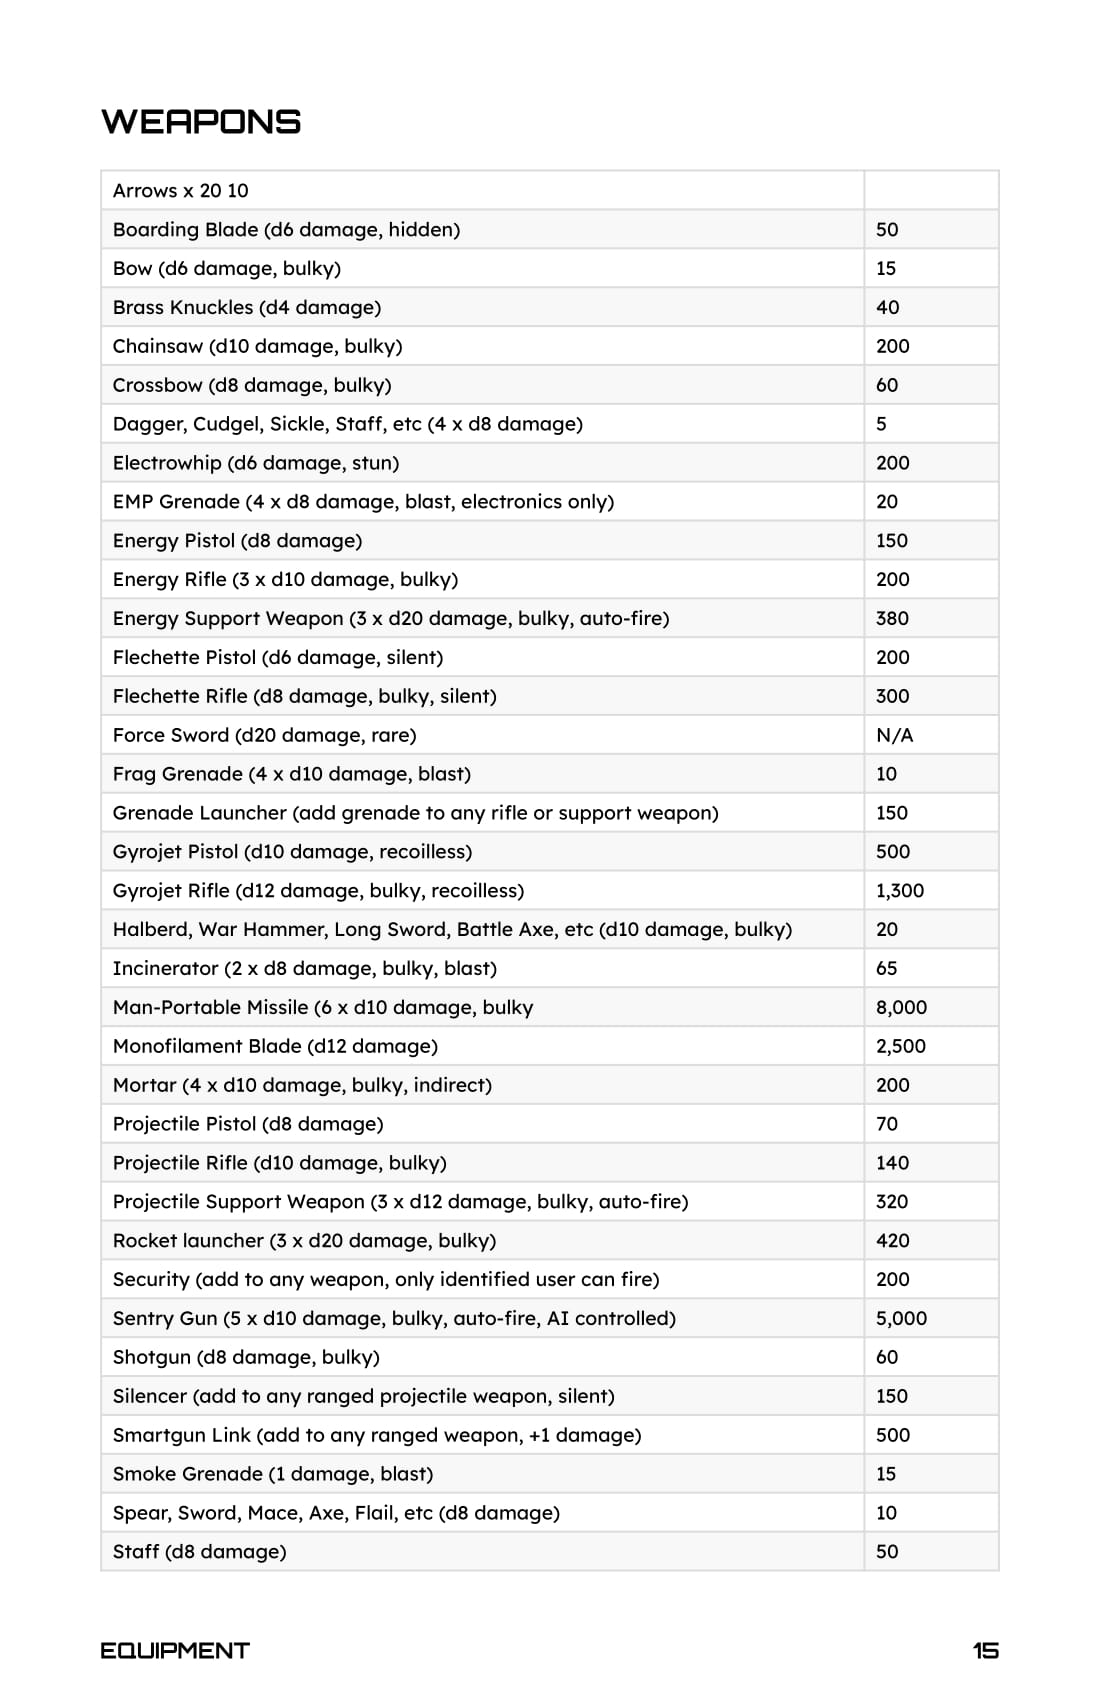 WEAPONS
Arrows x 20 10
Boarding Blade (d6 damage, hidden) 50
Bow (d6 damage, bulky) 15
Brass Knuckles (d4 damage) 40
Chainsaw (d10 damage, bulky) 200
Crossbow (d8 damage, bulky) 60
Dagger, Cudgel, Sickle, Staff, etc (4 x d8 damage) 5
Electrowhip (d6 damage, stun) 200
EMP Grenade (4 x d8 damage, blast, electronics only) 20
Energy Pistol (d8 damage) 150
Energy Rifle (3 x d10 damage, bulky) 200
Energy Support Weapon (3 x d20 damage, bulky, auto-fire) 380
Flechette Pistol (d6 damage, silent) 200
Flechette Rifle (d8 damage, bulky, silent) 300
Force Sword (d20 damage, rare) N/A
Frag Grenade (4 x d10 damage, blast) 10
Grenade Launcher (add grenade to any rifle or support weapon) 150
Gyrojet Pistol (d10 damage, recoilless) 500
Gyrojet Rifle (d12 damage, bulky, recoilless) 1,300
Halberd, War Hammer, Long Sword, Battle Axe, etc (d10 damage, bulky) 20
Incinerator (2 x d8 damage, bulky, blast) 65
Man-Portable Missile (6 x d10 damage, bulky 8,000
Monofilament Blade (d12 damage) 2,500
Mortar (4 x d10 damage, bulky, indirect) 200
Projectile Pistol (d8 damage) 70
Projectile Rifle (d10 damage, bulky) 140
Projectile Support Weapon (3 x d12 damage, bulky, auto-fire) 320
Rocket launcher (3 x d20 damage, bulky) 420
Security (add to any weapon, only identified user can fire) 200
Sentry Gun (5 x d10 damage, bulky, auto-fire, AI controlled) 5,000
Shotgun (d8 damage, bulky) 60
Silencer (add to any ranged projectile weapon, silent) 150
Smartgun Link (add to any ranged weapon, +1 damage) 500
Smoke Grenade (1 damage, blast) 15
Spear, Sword, Mace, Axe, Flail, etc (d8 damage) 10
Staff (d8 damage) 50
EQUIPMENT 15